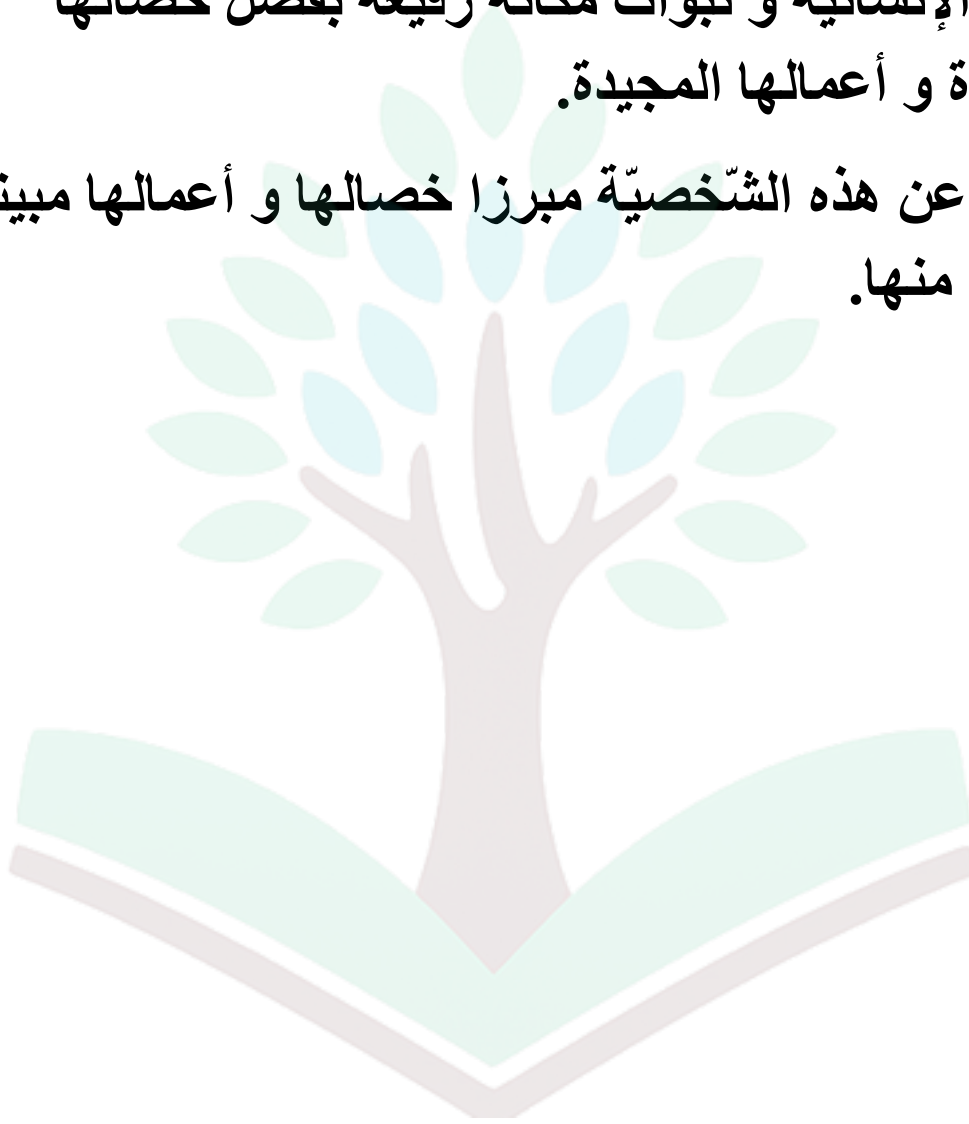 الإنسانية و تبوأت مكانة رفيعة بفضل خصالها
ة و أعمالها المجيدة.
عن هذه الشّخصيّة مبرزا خصالها و أعمالها
منها.